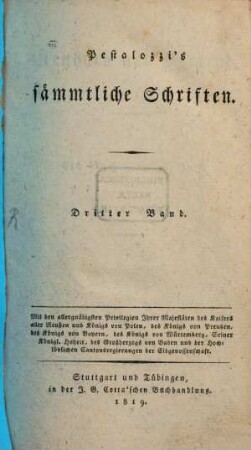 Pestalozzi's
sämmtliche Schriften.
Dritter Band.
Mit den allergnädigsten Privilegien Ihrer Majestäten des Kaisers
aller Reußen und Königs von Polen, des Königs von Preußen,
des Königs von Bayern, des Königs von Würtemberg, Seiner
Königl. Hoheit, des Großherzogs von Baden und der Hoch-
löblichen Cantonsregierungen der Eidgenossenschaft.
Stuttgart und Tübingen,
in der J. G. Cotta'schen Buchhandlung.
1819.